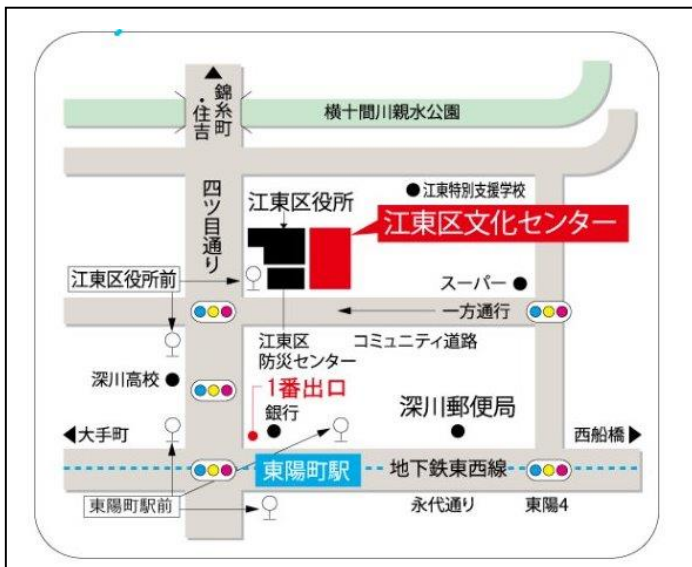 錦糸町
・住吉
横十間川親水公園
四ツ目通り
江東区役所
江東特別支援学校
江東区文化センター
江東区役所前
スーパー
一方通行
江東区
防災センター
コミュニティ道路
深川高校
1番出口
銀行
深川郵便局
大手町
西船橋
東陽町駅
地下鉄東西線
東陽町駅前
永代通り
東陽4